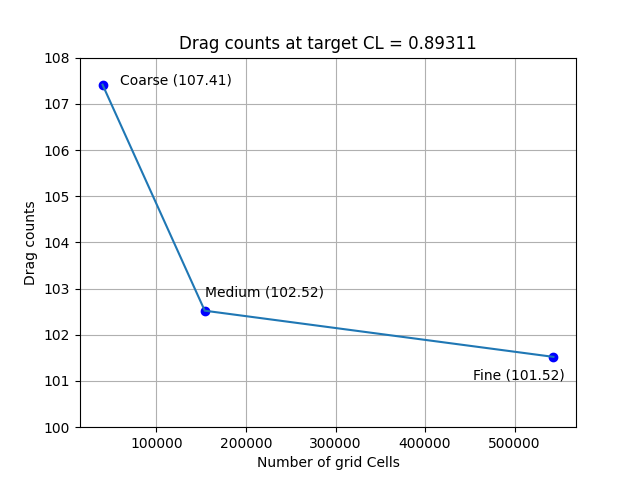 Drag counts at target CL = 0.89311
108
107
106
105
104
103
102
101
100
Drag counts
Coarse (107.41)
Medium (102.52)
Fine (101.52)
100000 200000 300000 400000 500000
Number of grid Cells